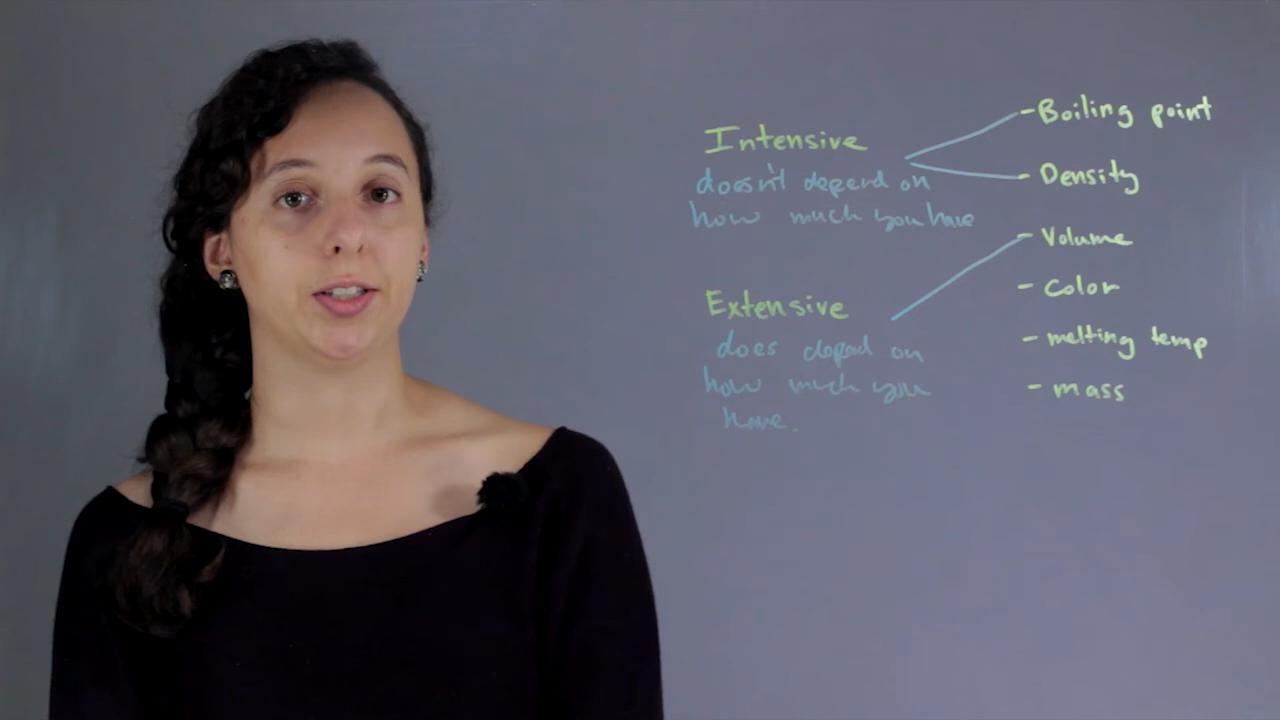 Intensive
doesn't depend on
how much you have
Extensive
does depend on
how much you
have.
- Boiling point
- Density
- Volume
- color
- melting temp
- mass